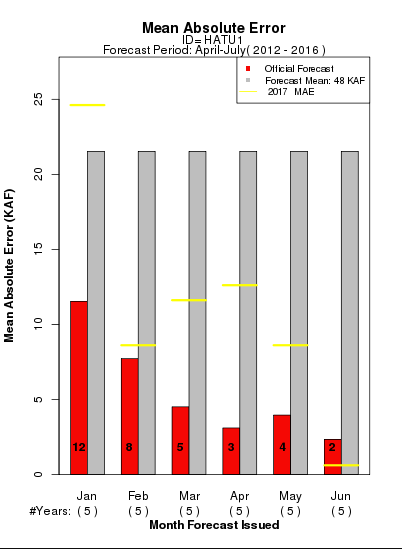 Mean Absolute Error
ID= HATU1
Forecast Period: April-July( 2012 - 2016 )
Official Forecast
Forecast Mean: 48 KAF
2017 MAE
Mean Absolute Error (KAF)
25
20
15
10
5
0
12 8 5 3 4 2
Jan Feb Mar Apr May Jun
#Years: ( 5 ) ( 5 ) ( 5 ) ( 5 ) ( 5 ) ( 5 )
Month Forecast Issued